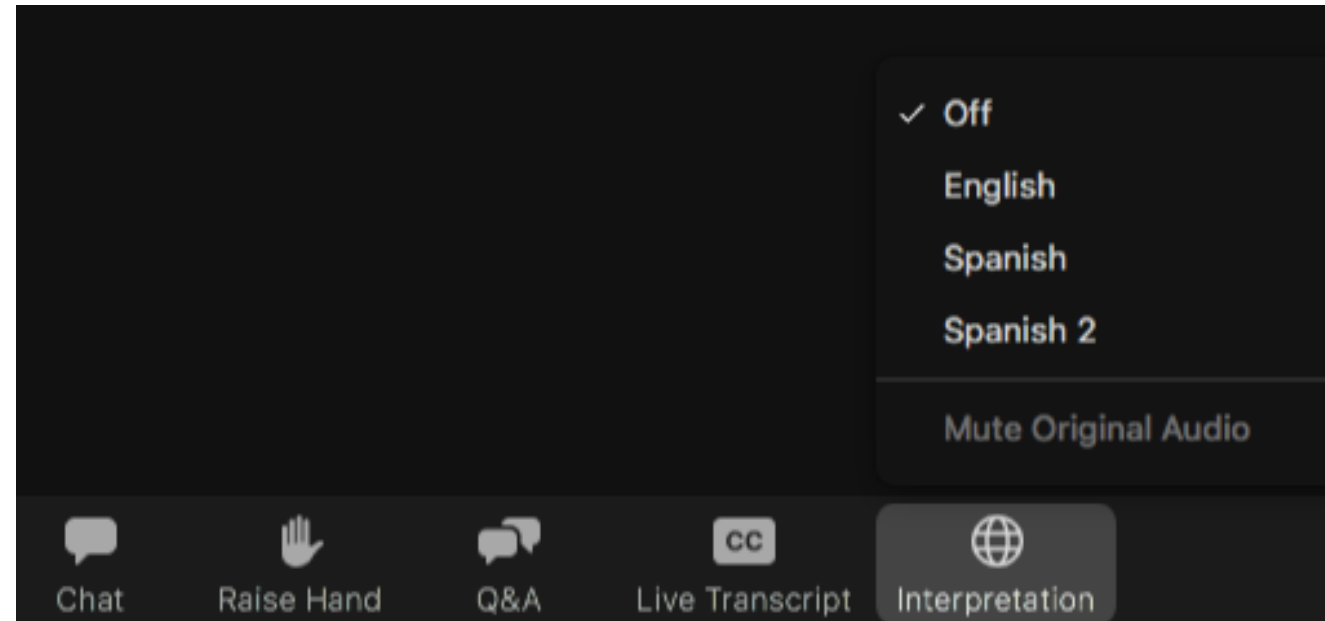 ✓ Off
English
Spanish
Spanish 2
Mute Original Audio
Chat Raise Hand Q&A CC Live Transcript Interpretation